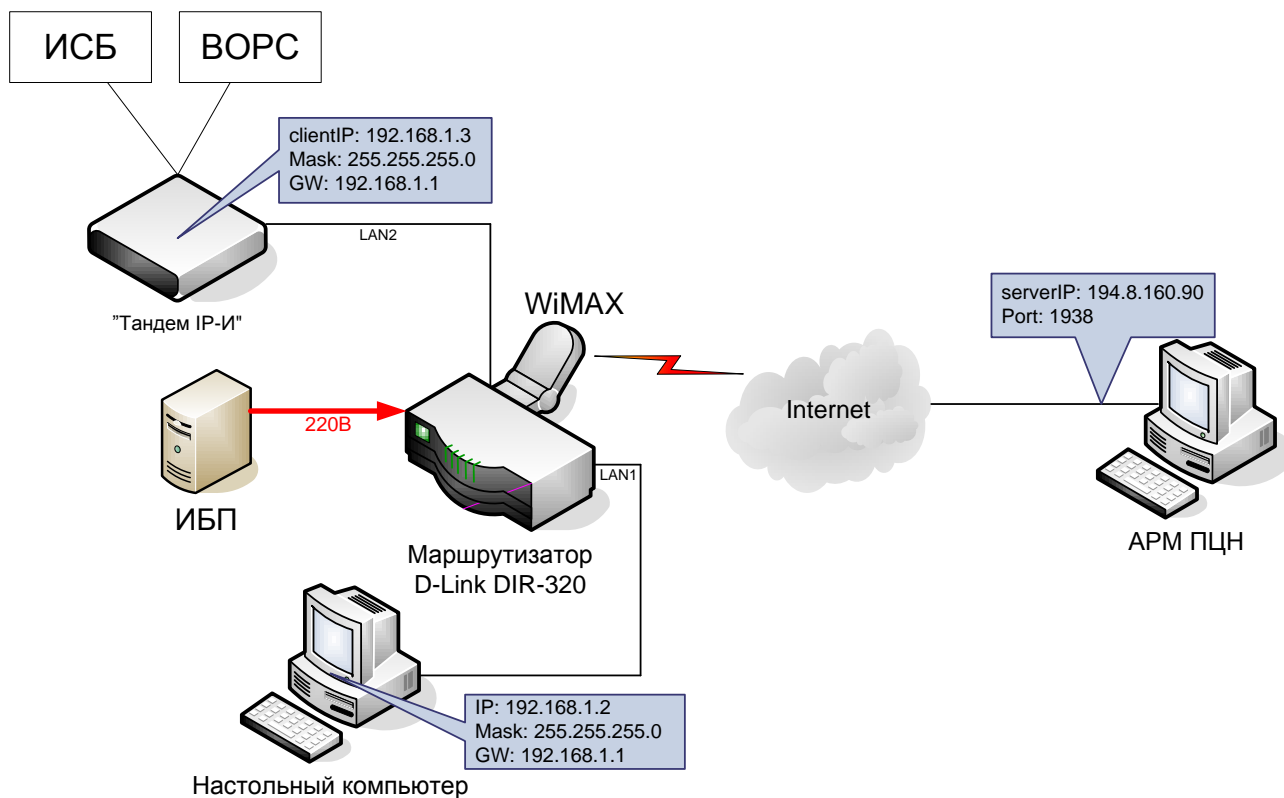 ИСБ
ВОРС
clientIP: 192.168.1.3
Mask: 255.255.255.0
GW: 192.168.1.1
LAN2
”Тандем IP-И"
WiMAX
serverIP: 194.8.160.90
Port: 1938
Internet
220В
LAN1
ИБП
Маршрутизатор
D-Link DIR-320
АРМ ПЦН
IP: 192.168.1.2
Mask: 255.255.255.0
GW: 192.168.1.1
Настольный компьютер